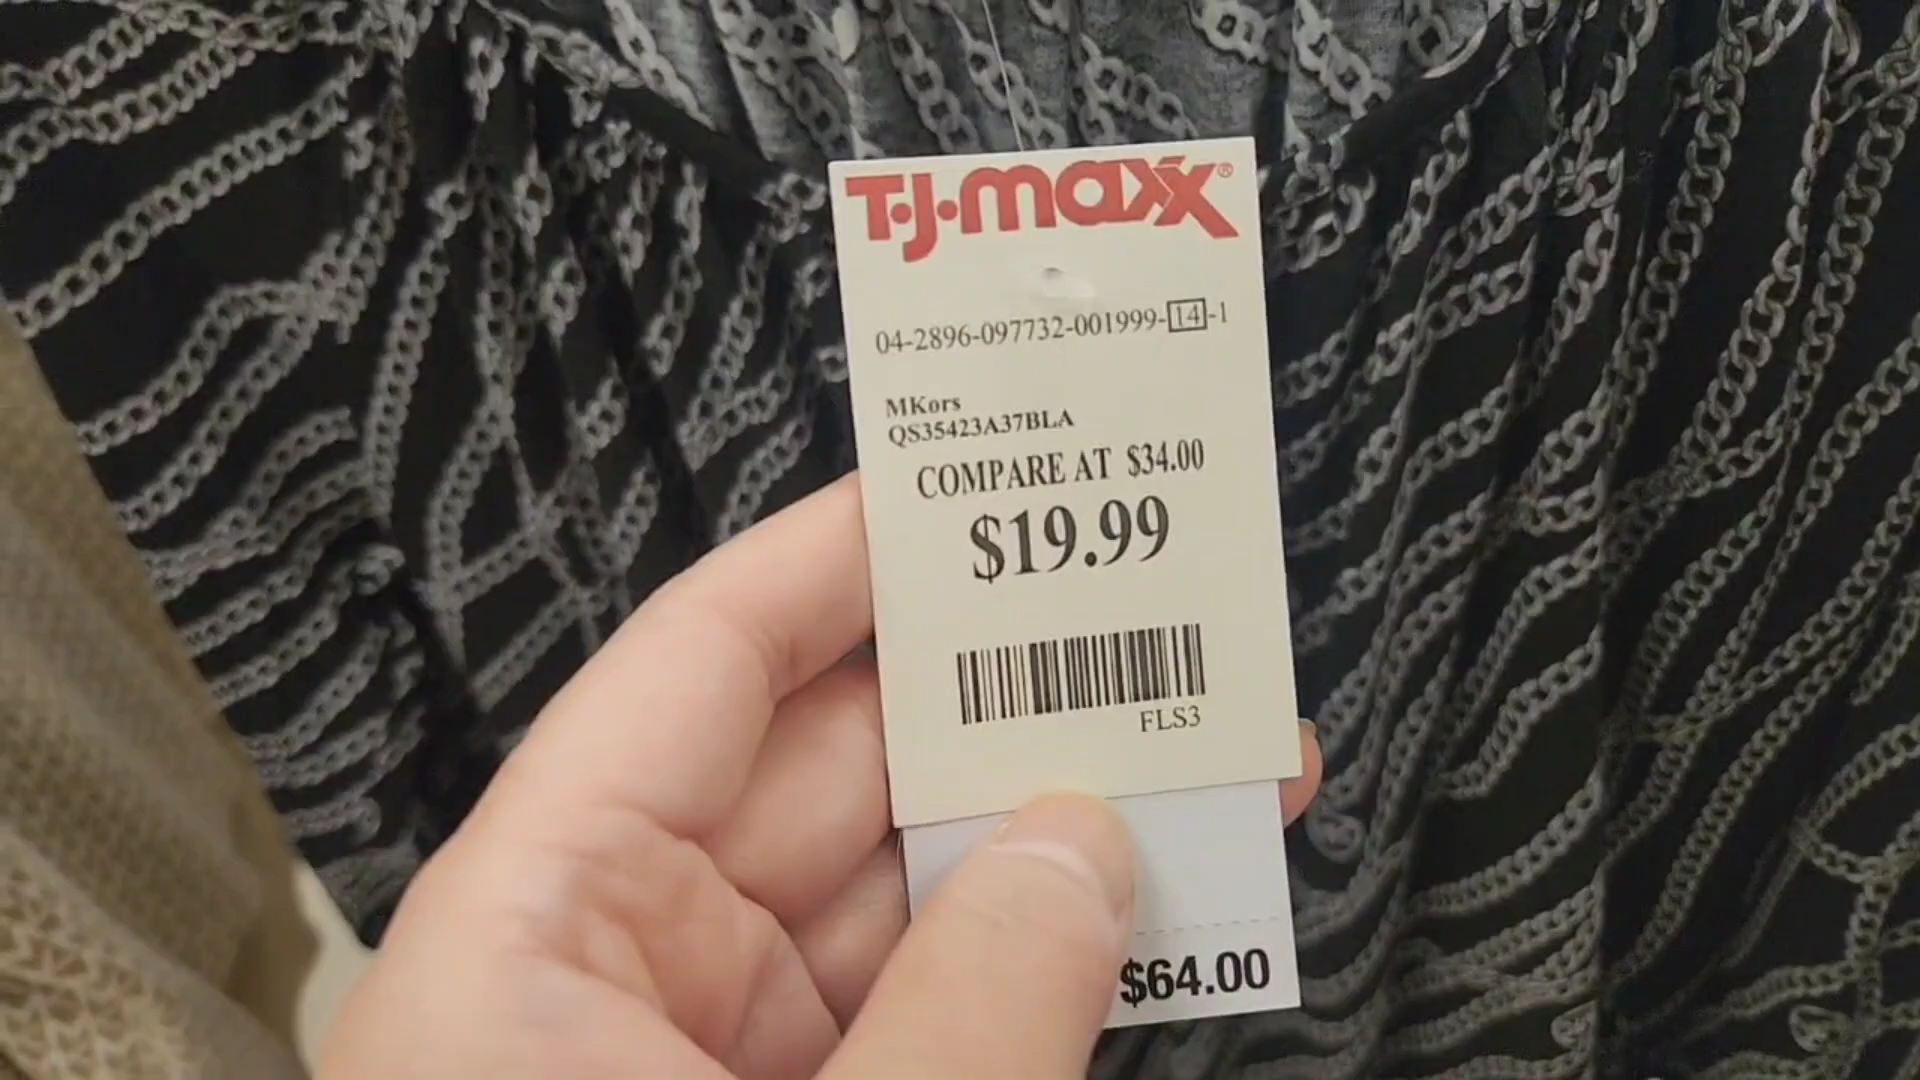 T•J•maxx®
04-2896-097732-001999-14-1
MKors
QS35423A37BLA
COMPARE AT $34.00
$19.99
FLS3
$64.00